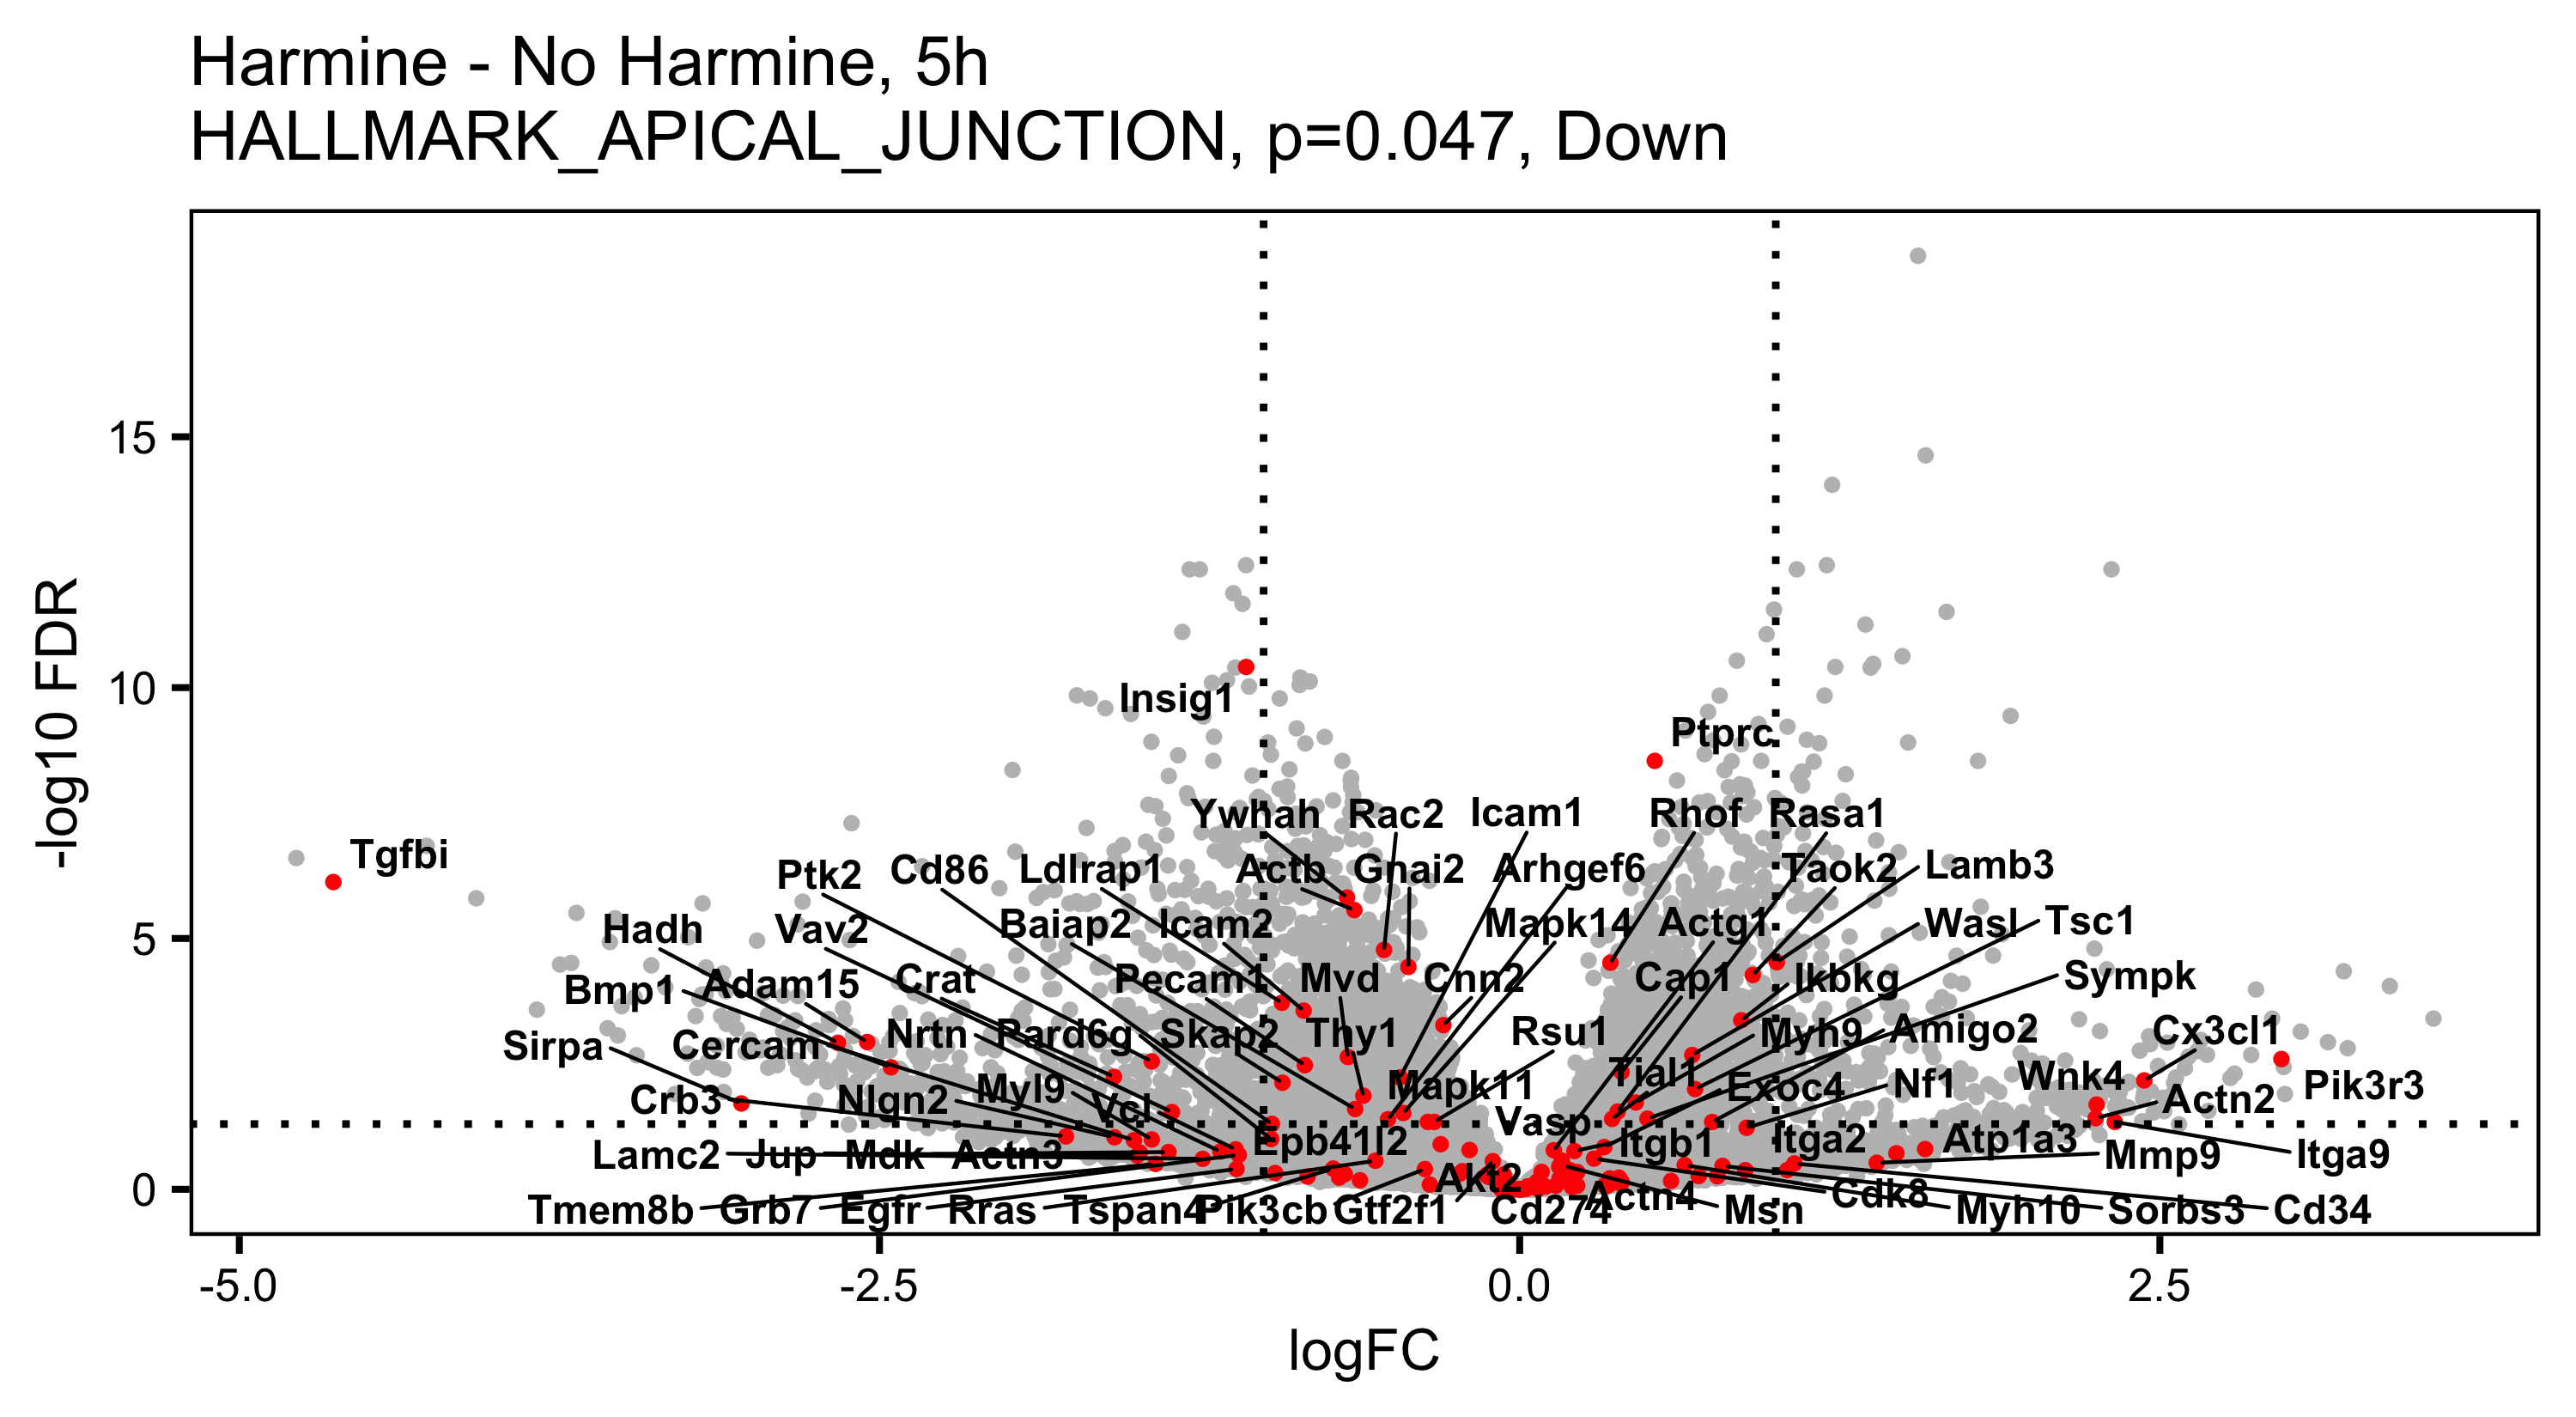 Harmine - No Harmine, 5h
HALLMARK_APICAL_JUNCTION, p=0.047, Down
-log10 FDR
15
10
5
0
Insig1
Ptprc
Ywhah Rac2 Icam1 Rhof Rasa1
Tgfbi
Ptk2 Cd86 Ldlrap1 Actb Gnai2 Arhgef6 Taok2 Lamb3
Hadh Vav2 Baiap2 Icam2 Mapk14 Actg1 Wasl Tsc1
Bmp1 Adam15 Crat Pecam1 Mvd Cnn2 Cap1 Ikbkg Sympk
Sirpa Cercam Nrtn Pard6g Skap2 Thy1 Rsu1 Myh9 Amigo2 Cx3cl1
Crb3 Nlgn2 Myl9 Vcl Mapk11 Tial1 Exoc4 Nf1 Wnk4 Actn2 Pik3r3
Vasp
Lamc2 Jup Mdk Actn3 Epb41l2 Itgb1 Itga2 Atp1a3 Mmp9 Itga9
Akt2
Tmem8b Grb7 Egfr Rras Tspan4 Pik3cb Gtf2f1 Cd274 Actn4 Msn Cdk8 Myh10 Sorbs3 Cd34
-5.0 -2.5 0.0 2.5
logFC